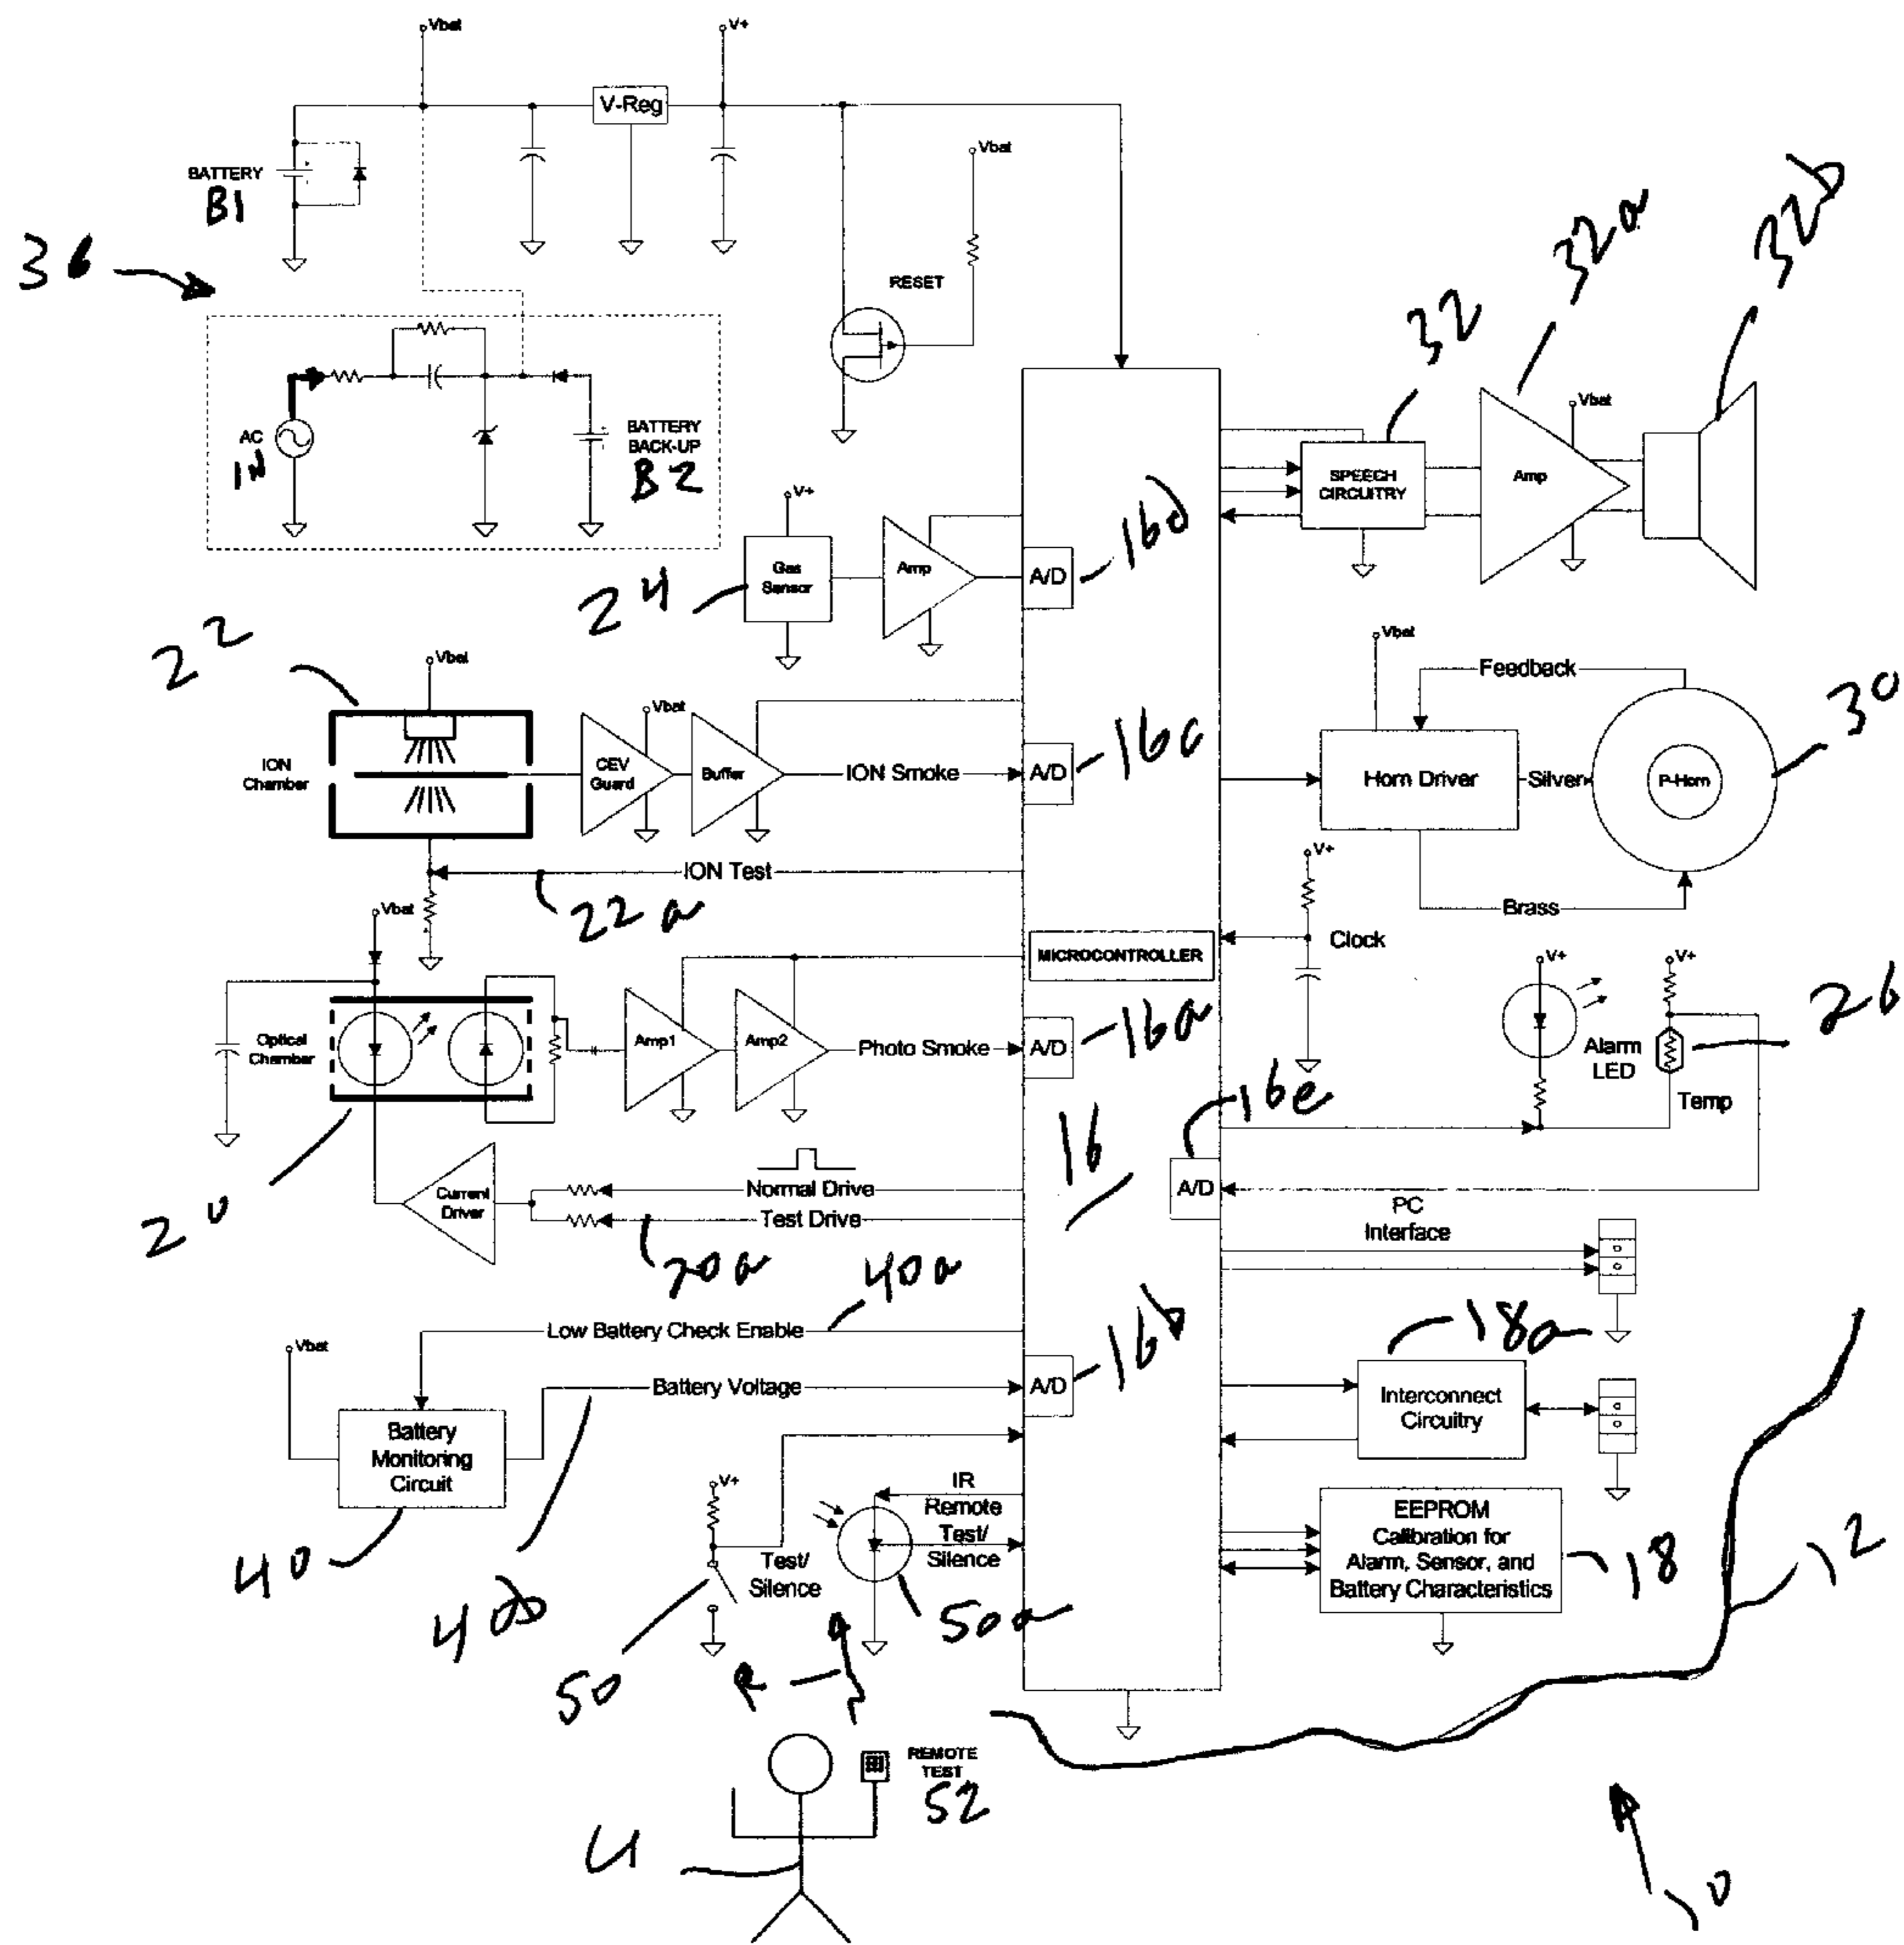 Vbat
V+
V-Reg
BATTERY
B1
Vbat
36
RESET
32a
32b
32
AC
IN
BATTERY
BACK-UP
B2
Vbat
SPEECH
CIRCUITRY
Amp
V+
16d
Gas
Sensor
Amp
A/D
24
22
Vbat
Vbat
Feedback
30
ION
Chamber
CEV
Guard
Vbat
Buffer
ION Smoke
A/D
16c
Horn Driver
Silver
P-Horn
ION Test
22a
V+
Brass
Vbat
MICROCONTROLLER
Clock
V+
V+
26
Optical
Chamber
Amp1
Amp2
Photo Smoke
A/D
16a
Alarm
LED
Temp
16e
16
20
Current
Driver
Normal Drive
Test Drive
20a
A/D
PC
Interface
40a
Low Battery Check Enable
16b
18a
Vbat
Battery Voltage
A/D
Interconnect
Circuitry
Battery
Monitoring
Circuit
40
40b
V+
IR
Remote
Test/
Silence
Test/
Silence
50
50a
EEPROM
Calibration for
Alarm, Sensor, and
Battery Characteristics
18
12
R
REMOTE
TEST
52
U
10